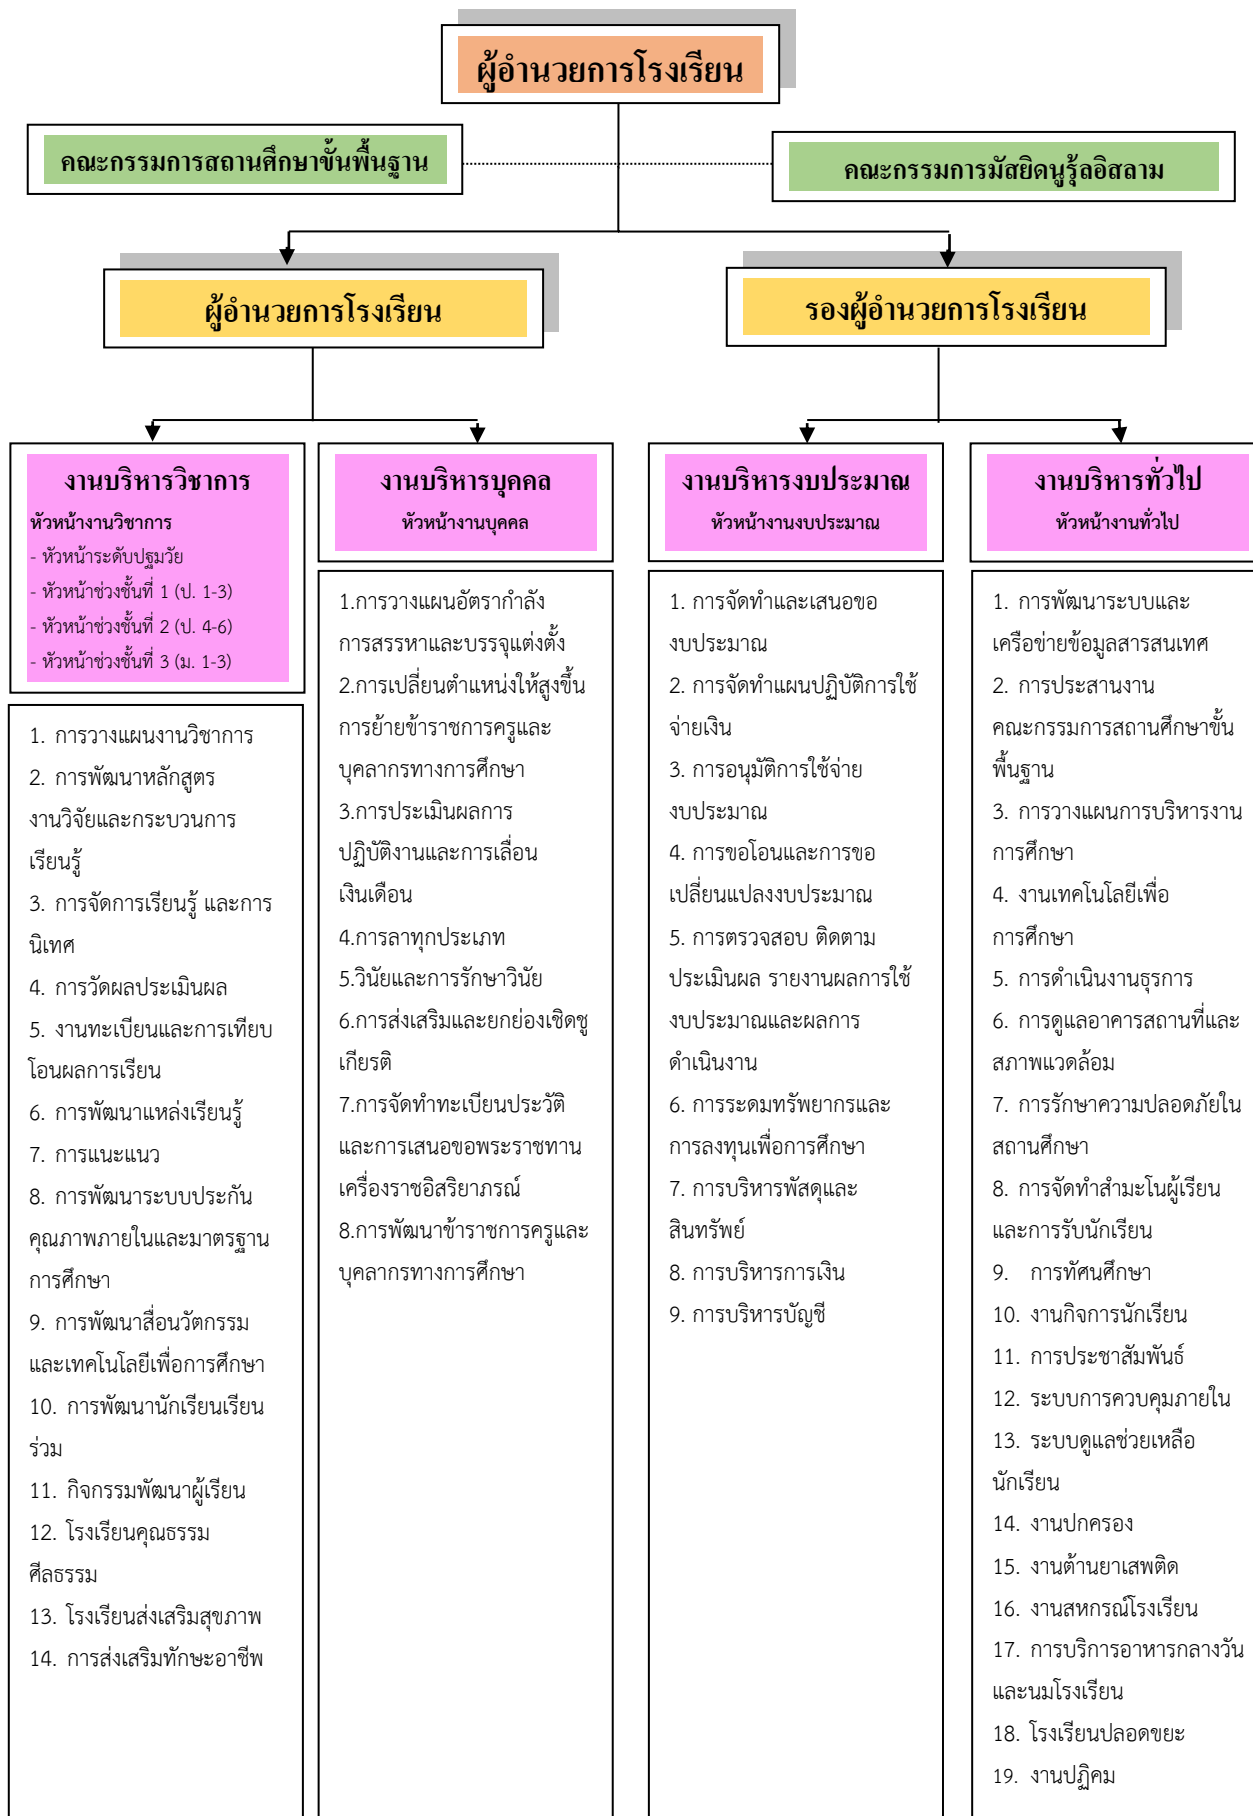 ผู้อำนวยการโรงเรียน
คณะกรรมการสถานศึกษาขั้นพื้นฐาน
คณะกรรมการมัสยิดนูรุ้ลอิสลาม
ผู้อำนวยการโรงเรียน
รองผู้อำนวยการโรงเรียน
งานบริหารวิชาการ
หัวหน้างานวิชาการ
- หัวหน้าระดับปฐมวัย
- หัวหน้าช่วงชั้นที่ 1 (ป. 1-3)
- หัวหน้าช่วงชั้นที่ 2 (ป. 4-6)
- หัวหน้าช่วงชั้นที่ 3 (ม. 1-3)
1. การวางแผนงานวิชาการ
2. การพัฒนาหลักสูตร
งานวิจัยและกระบวนการ
เรียนรู้
3. การจัดการเรียนรู้ และการ
นิเทศ
4. การวัดผลประเมินผล
5. งานทะเบียนและการเทียบ
โอนผลการเรียน
6. การพัฒนาแหล่งเรียนรู้
7. การแนะแนว
8. การพัฒนาระบบประกัน
คุณภาพภายในและมาตรฐาน
การศึกษา
9. การพัฒนาสื่อนวัตกรรม
และเทคโนโลยีเพื่อการศึกษา
10. การพัฒนานักเรียนเรียน
ร่วม
11. กิจกรรมพัฒนาผู้เรียน
12. โรงเรียนคุณธรรม
ศีลธรรม
13. โรงเรียนส่งเสริมสุขภาพ
14. การส่งเสริมทักษะอาชีพ
งานบริหารบุคคล
หัวหน้างานบุคคล
1.การวางแผนอัตรากำลัง
การสรรหาและบรรจุแต่งตั้ง
2.การเปลี่ยนตำแหน่งให้สูงขึ้น
การย้ายข้าราชการครูและ
บุคลากรทางการศึกษา
3.การประเมินผลการ
ปฏิบัติงานและการเลื่อน
เงินเดือน
4.การลาทุกประเภท
5.วินัยและการรักษาวินัย
6.การส่งเสริมและยกย่องเชิดชู
เกียรติ
7.การจัดทำทะเบียนประวัติ
และการเสนอขอพระราชทาน
เครื่องราชอิสริยาภรณ์
8.การพัฒนาข้าราชการครูและ
บุคลากรทางการศึกษา
งานบริหารงบประมาณ
หัวหน้างานงบประมาณ
1. การจัดทำและเสนอขอ
งบประมาณ
2. การจัดทำแผนปฏิบัติการใช้
จ่ายเงิน
3. การอนุมัติการใช้จ่าย
งบประมาณ
4. การขอโอนและการขอ
เปลี่ยนแปลงงบประมาณ
5. การตรวจสอบ ติดตาม
ประเมินผล รายงานผลการใช้
งบประมาณและผลการ
ดำเนินงาน
6. การระดมทรัพยากรและ
การลงทุนเพื่อการศึกษา
7. การบริหารพัสดุและ
สินทรัพย์
8. การบริหารการเงิน
9. การบริหารบัญชี
งานบริหารทั่วไป
หัวหน้างานทั่วไป
1. การพัฒนาระบบและ
เครือข่ายข้อมูลสารสนเทศ
2. การประสานงาน
คณะกรรมการสถานศึกษาขั้น
พื้นฐาน
3. การวางแผนการบริหารงาน
การศึกษา
4. งานเทคโนโลยีเพื่อ
การศึกษา
5. การดำเนินงานธุรการ
6. การดูแลอาคารสถานที่และ
สภาพแวดล้อม
7. การรักษาความปลอดภัยใน
สถานศึกษา
8. การจัดทำสำมะโนผู้เรียน
และการรับนักเรียน
9. การทัศนศึกษา
10. งานกิจการนักเรียน
11. การประชาสัมพันธ์
12. ระบบการควบคุมภายใน
13. ระบบดูแลช่วยเหลือ
นักเรียน
14. งานปกครอง
15. งานต้านยาเสพติด
16. งานสหกรณ์โรงเรียน
17. การบริการอาหารกลางวัน
และนมโรงเรียน
18. โรงเรียนปลอดขยะ
19. งานปฏิคม